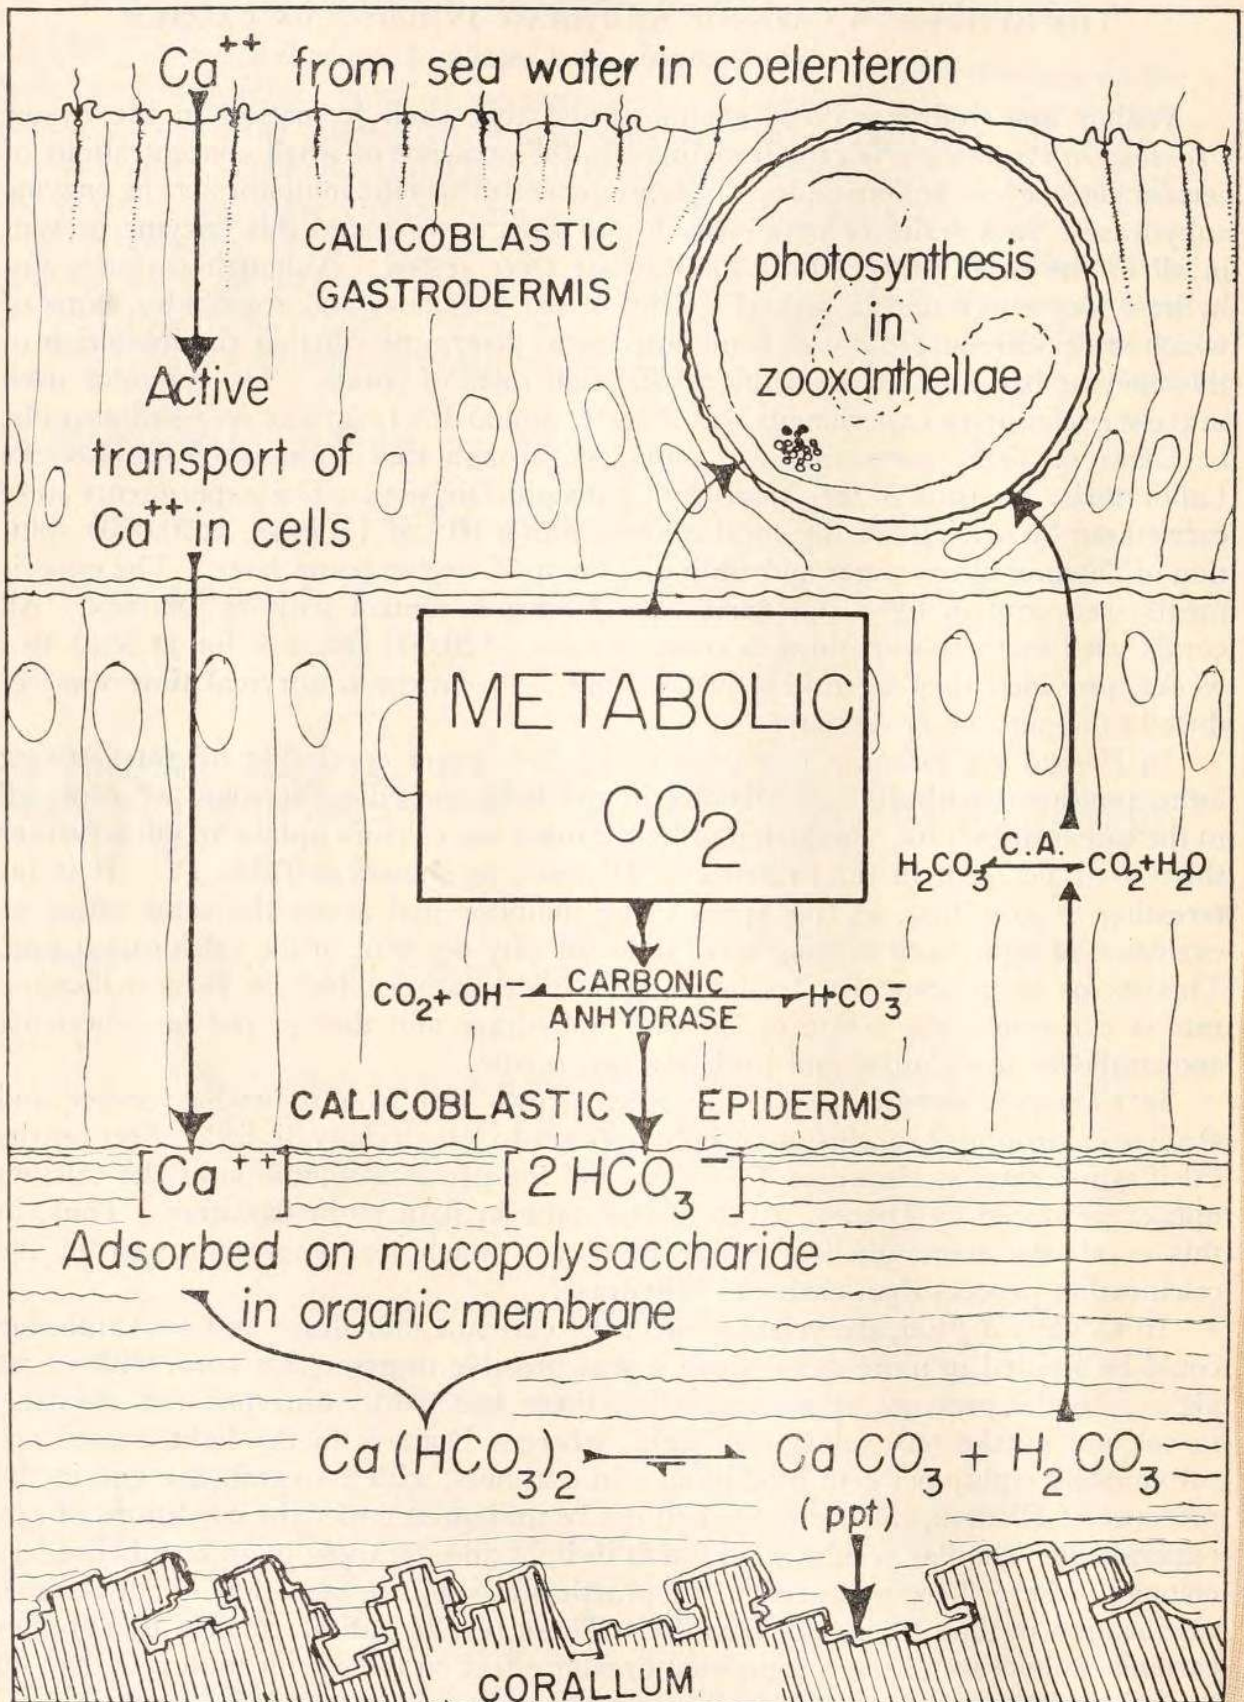 Ca++ from sea water in coelenteron
CALICOBLASTIC
GASTRODERMIS
photosynthesis
in
zooxanthellae
Active
transport of
Ca++ in cells
METABOLIC
CO2
H2CO3 C.A. CO2+H2O
CO2+OH− CARBONIC HCO3−
ANHYDRASE
CALICOBLASTIC EPIDERMIS
[Ca++] [2HCO3−]
Adsorbed on mucopolysaccharide
in organic membrane
Ca(HCO3)2 ⇌ CaCO3 + H2CO3
(ppt)
CORALLUM